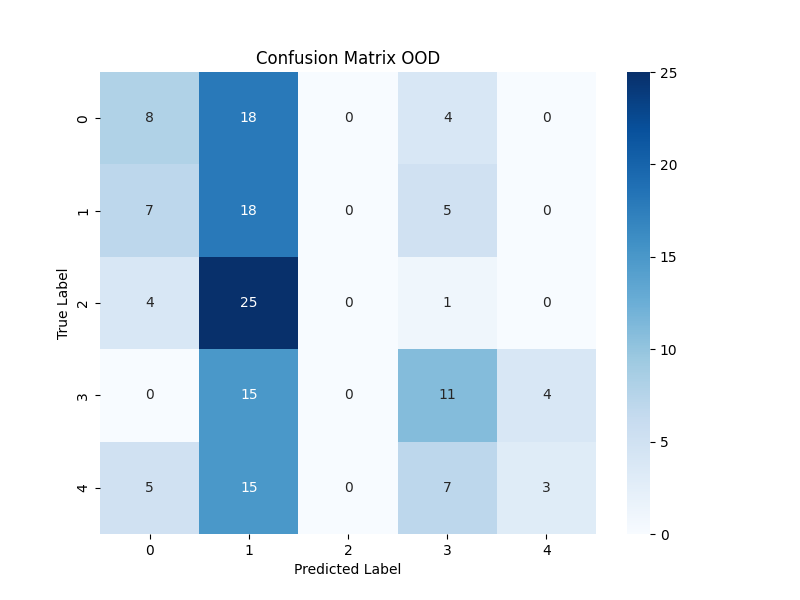 Confusion Matrix OOD
True Label
0 8 18 0 4 0
1 7 18 0 5 0
2 4 25 0 1 0
3 0 15 0 11 4
4 5 15 0 7 3
0 1 2 3 4
Predicted Label
25
20
15
10
5
0